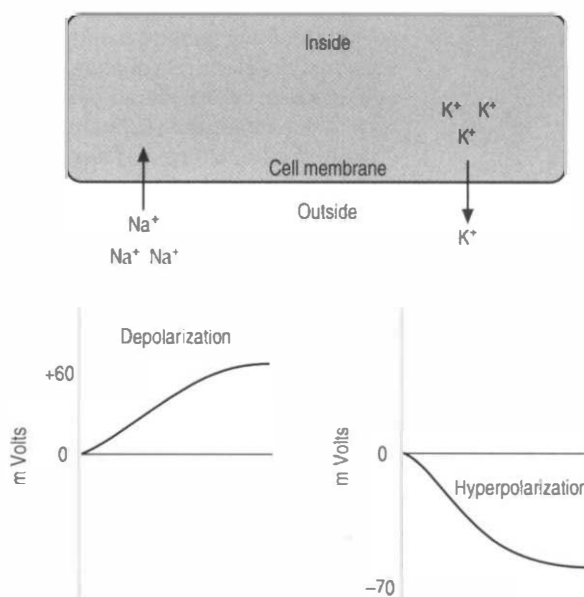 Inside
K⁺ K⁺
K⁺
Cell membrane
Outside
Na⁺
Na⁺ Na⁺
K⁺
Depolarization
+60
0
m Volts
0
m Volts
Hyperpolarization
−70